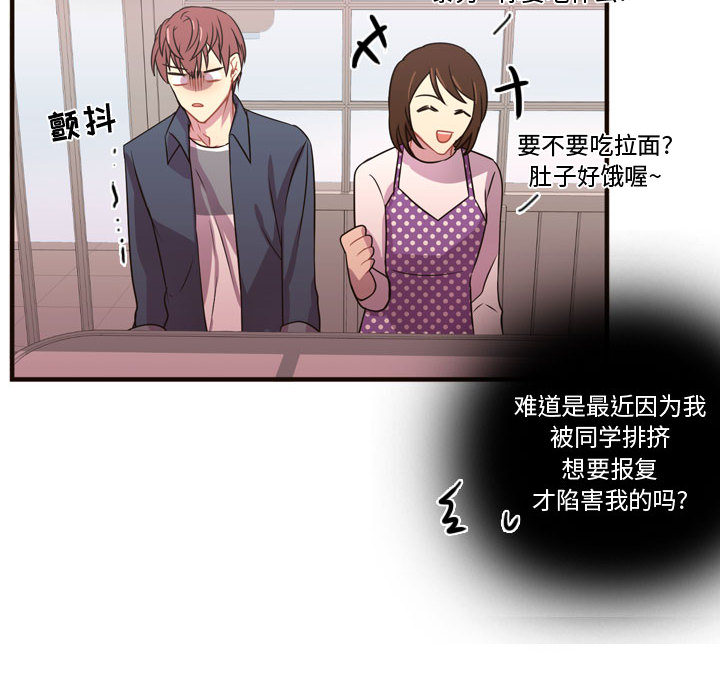 颤抖
要不要吃拉面?
肚子好饿喔~
难道是最近因为我
被同学排挤
想要报复
才陷害我的吗?